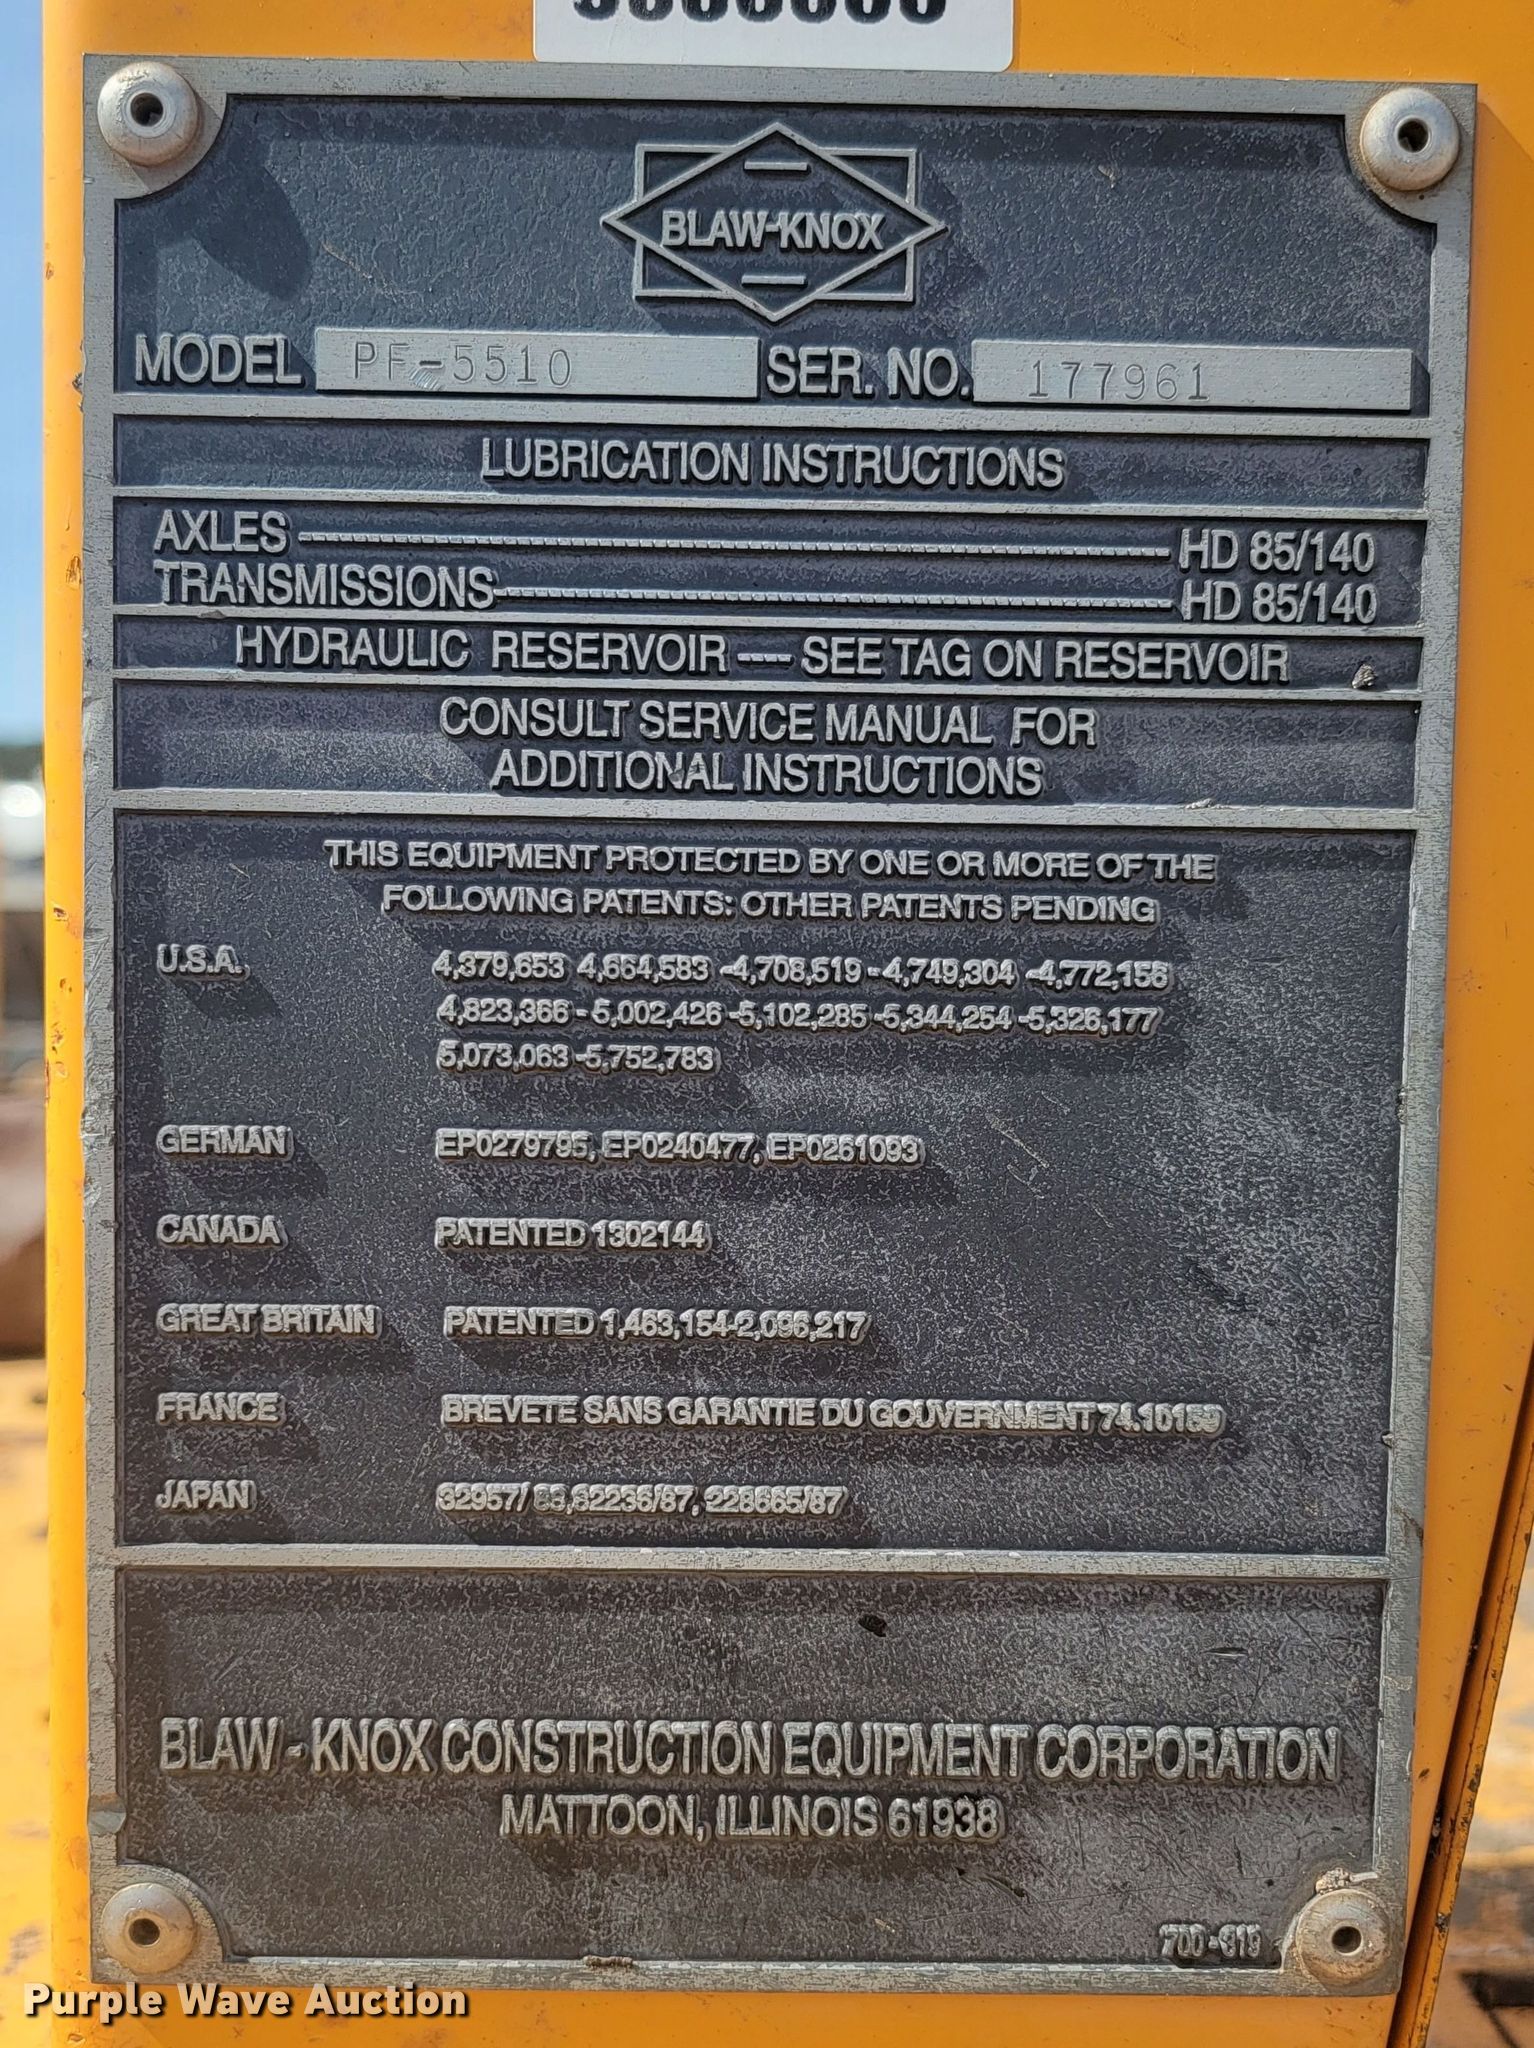 BLAW-KNOX
MODEL PF-5510 SER. NO. 177961
LUBRICATION INSTRUCTIONS
AXLES HD 85/140
TRANSMISSIONS HD 85/140
HYDRAULIC RESERVOIR --- SEE TAG ON RESERVOIR
CONSULT SERVICE MANUAL FOR
ADDITIONAL INSTRUCTIONS
THIS EQUIPMENT PROTECTED BY ONE OR MORE OF THE
FOLLOWING PATENTS: OTHER PATENTS PENDING
U.S.A. 4,379,653 4,664,583 -4,708,519 -4,749,304 -4,772,156
4,823,366 - 5,002,426 -5,102,285 -5,344,254 -5,326,177
5,073,063 -5,752,783
GERMAN EP0279795, EP0240477, EP0261093
CANADA PATENTED 1302144
GREAT BRITAIN PATENTED 1,463,154-2,096,217
FRANCE BREVETE SANS GARANTIE DU GOUVERNMENT 74.10159
JAPAN 62236/87, 228665/87
BLAW - KNOX CONSTRUCTION EQUIPMENT CORPORATION
MATTOON, ILLINOIS 61938
Purple Wave Auction